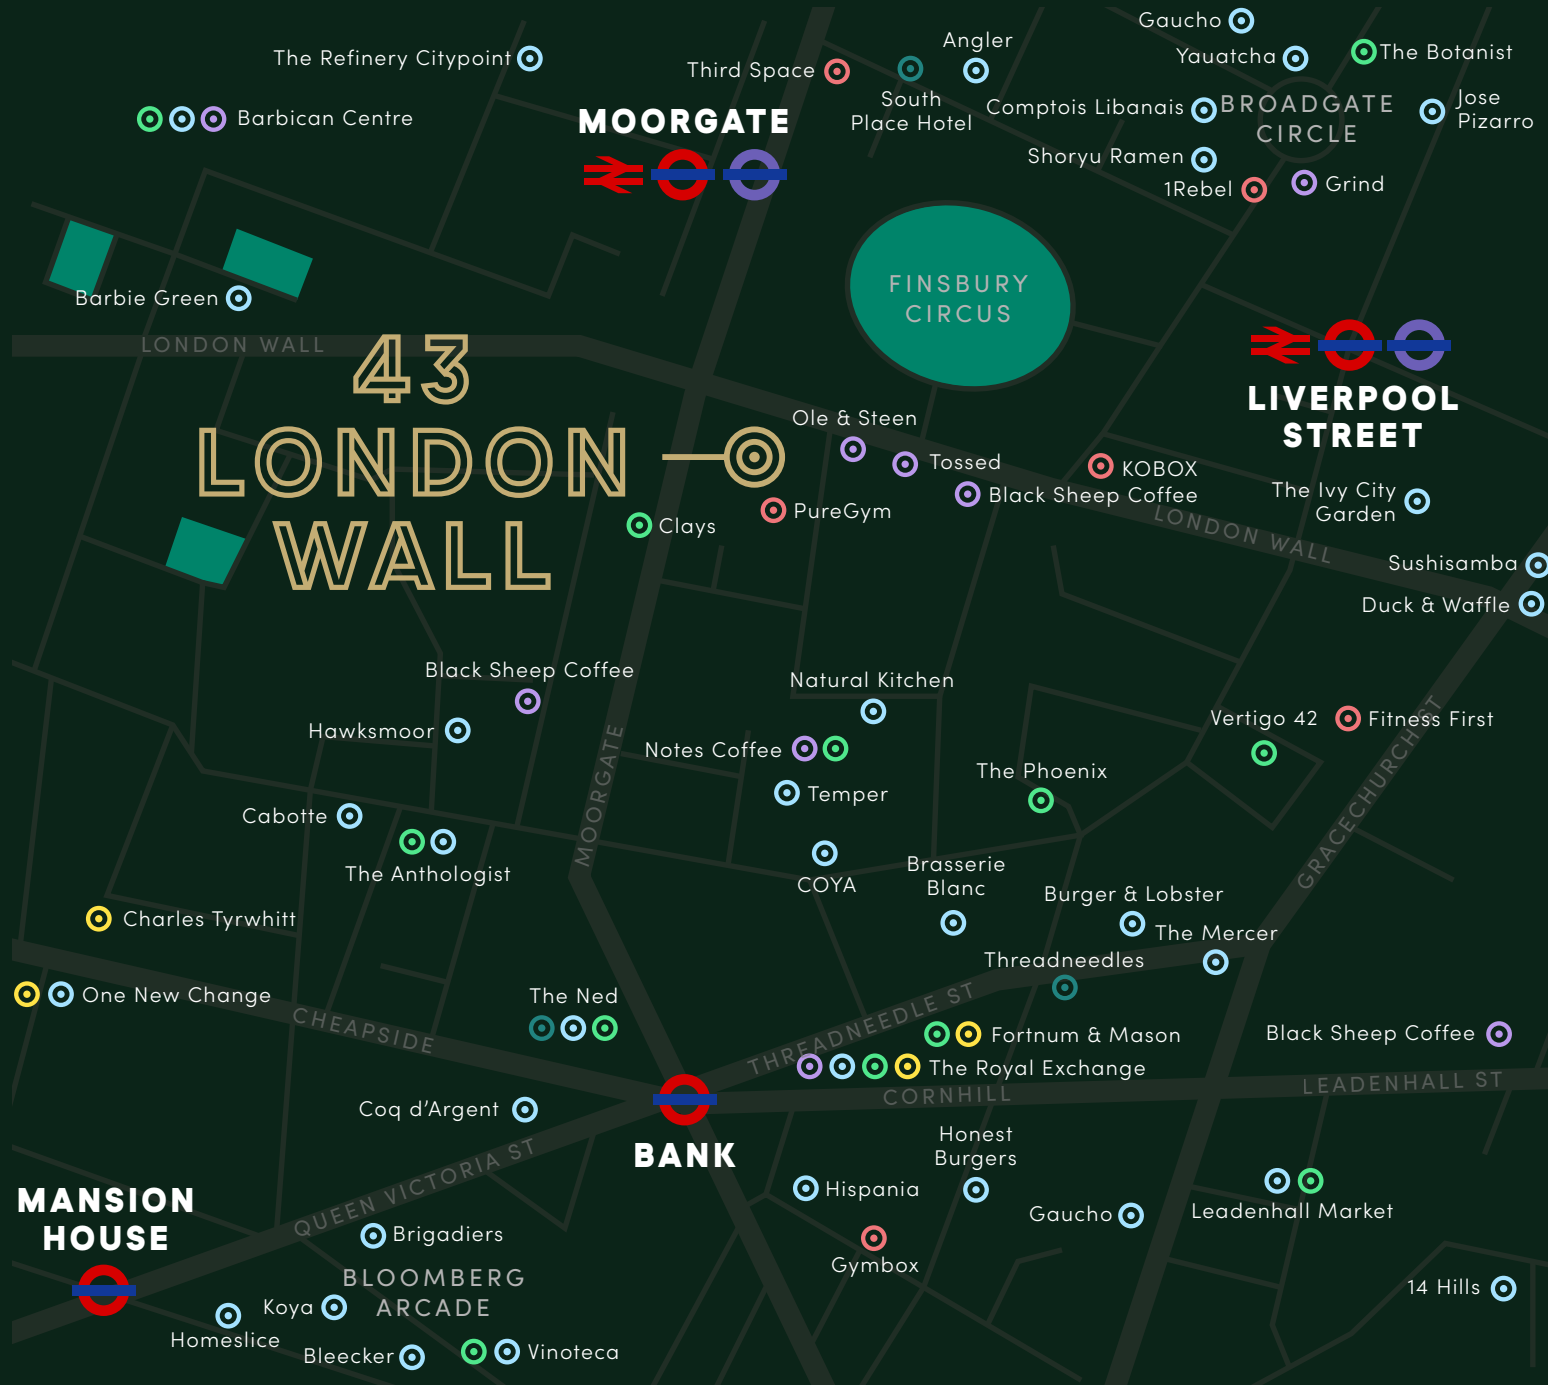 Gaucho
The Refinery Citypoint
Third Space
Angler
Yauatcha
The Botanist
South
Place Hotel
Comptois Libanais
BROADGATE
CIRCLE
Jose
Pizarro
Barbican Centre
MOORGATE
Shoryu Ramen
1Rebel
Grind
FINSBURY
CIRCUS
Barbie Green
LONDON WALL
43
LONDON
WALL
LIVERPOOL
STREET
Ole & Steen
Tossed
KOBOX
Black Sheep Coffee
The Ivy City
Garden
PureGym
Clays
LONDON WALL
Sushisamba
Duck & Waffle
Black Sheep Coffee
Natural Kitchen
Hawksmoor
Notes Coffee
Vertigo 42
Fitness First
MOORGATE
Temper
The Phoenix
GRACECHURCH ST
Cabotte
The Anthologist
COYA
Brasserie
Blanc
Burger & Lobster
Charles Tyrwhitt
The Mercer
Threadneedles
One New Change
The Ned
CHEAPSIDE
THREADNEEDLE ST
Fortnum & Mason
Black Sheep Coffee
The Royal Exchange
CORNHILL
LEADENHALL ST
Coq d’Argent
BANK
Honest
Burgers
QUEEN VICTORIA ST
MANSION
HOUSE
Hispania
Gaucho
Leadenhall Market
Brigadiers
Gymbox
BLOOMBERG
ARCADE
14 Hills
Koya
Homeslice
Bleecker
Vinoteca